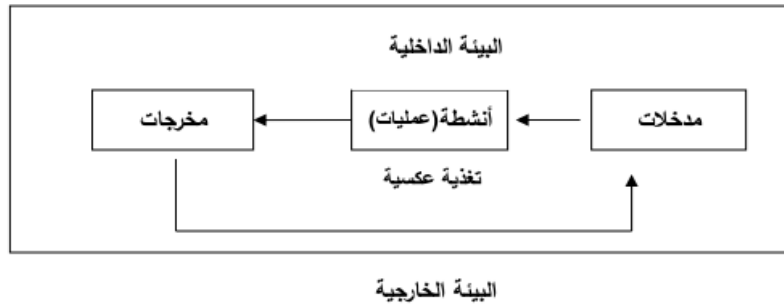 البيئة الداخلية
مدخلات
أنشطة(عمليات)
مخرجات
تغذية عكسية
البيئة الخارجية